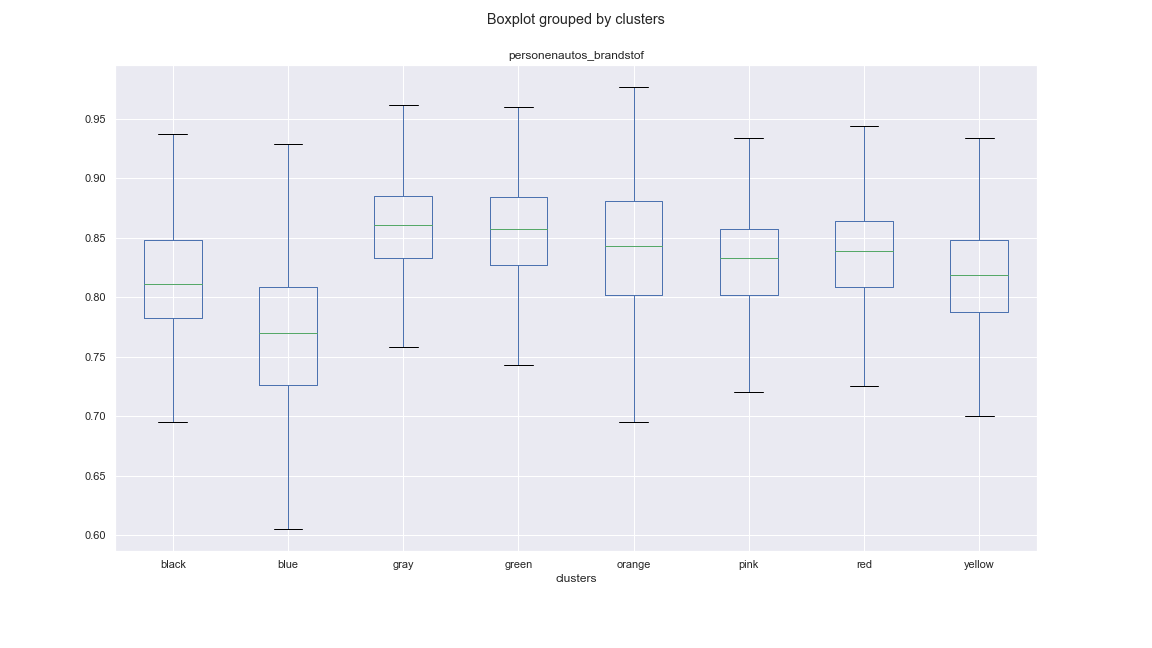 Boxplot grouped by clusters
personenautos_brandstof
0.95
0.90
0.85
0.80
0.75
0.70
0.65
0.60
black blue gray green orange pink red yellow
clusters